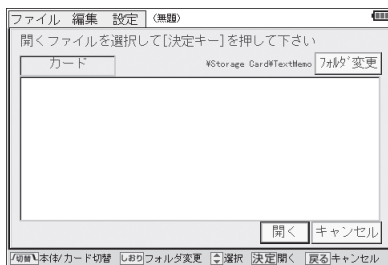 ファイル 編集 設定 〈無題〉
開くファイルを選択して[決定キー]を押して下さい
カード ¥Storage Card¥TextMemo ﾌｫﾙﾀﾞ変更
開く キャンセル
切替 本体/カード切替 しおり フォルダ変更 選択 決定 開く 戻る キャンセル